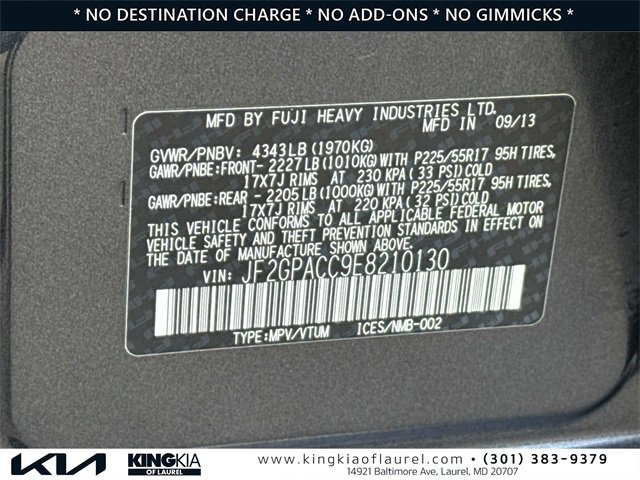 * NO DESTINATION CHARGE * NO ADD-ONS * NO GIMMICKS *
MFD BY FUJI HEAVY INDUSTRIES LTD.
MFD IN 09/13
GVWR/PNBV: 4343LB (1970KG)
GAWR/PNBE:FRONT- 2227LB (1010KG) WITH P225/55R17 95H TIRES,
17X7J RIMS AT 230 KPA (33 PSI) COLD
GAWR/PNBE:REAR - 2205LB (1000KG) WITH P225/55R17 95H TIRES,
17X7J RIMS AT 220 KPA (32 PSI) COLD
THIS VEHICLE CONFORMS TO ALL APPLICABLE FEDERAL MOTOR
VEHICLE SAFETY AND THEFT PREVENTION STANDARDS IN EFFECT ON
THE DATE OF MANUFACTURE SHOWN ABOVE.
VIN: JF2GPACC9E8210130
TYPE:MPV/VTUM ICES/NMB-002
KIA KING KIA OF LAUREL
www.kingkiaoflaurel.com • (301) 383-9379
14921 Baltimore Ave, Laurel, MD 20707